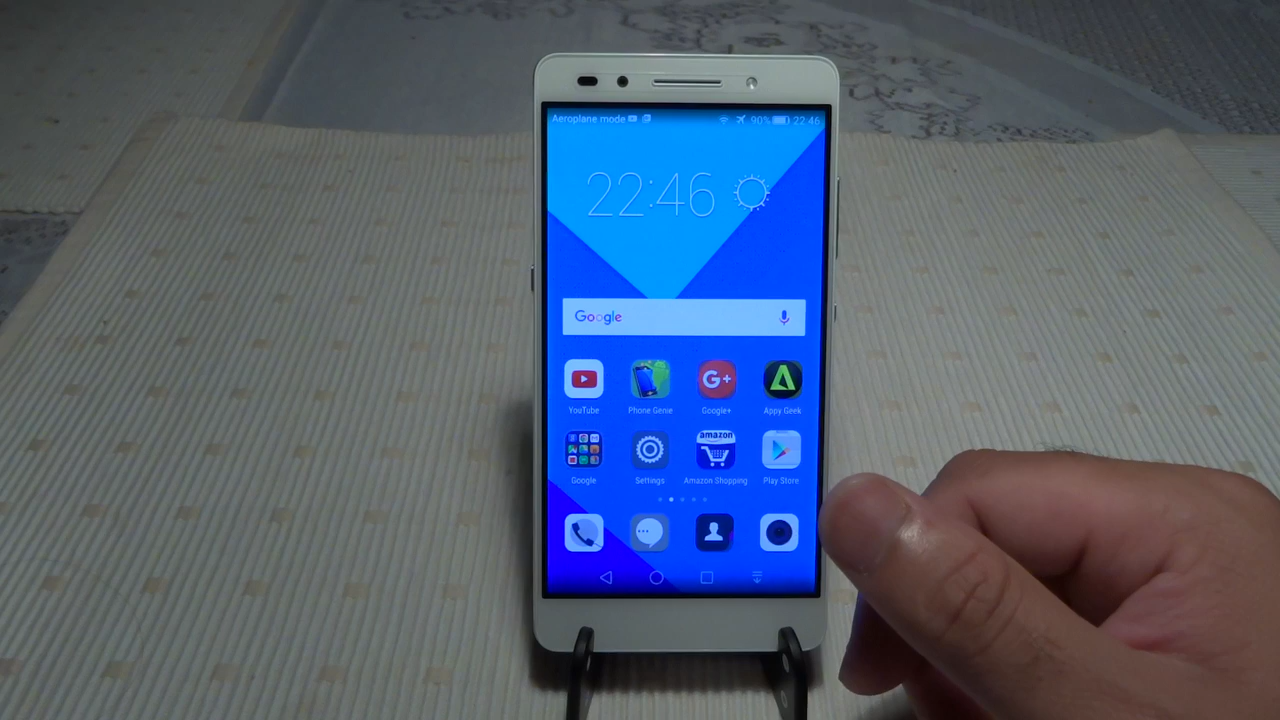 Aeroplane mode 90% 22:46
22:46
Google
YouTube Phone Genie Google+ Appy Geek
amazon
Google Settings Amazon Shopping Play Store